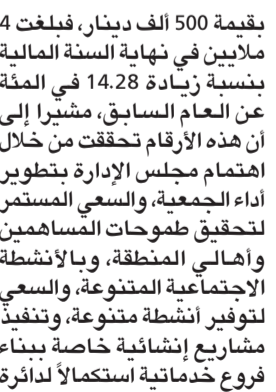 بقيمة 500 ألف دينار، فبلغت 4
ملايين في نهاية السنة المالية
بنسبة زيادة 14.28 في المئة
عن العام السابق، مشيرا إلى
أن هذه الأرقام تحققت من خلال
اهتمام مجلس الإدارة بتطوير
أداء الجمعية، والسعي المستمر
لتحقيق طموحات المساهمين
وأهالي المنطقة، وبالأنشطة
الاجتماعية المتنوعة، والسعي
لتوفير أنشطة متنوعة، وتنفيذ
مشاريع إنشائية خاصة ببناء
فروع خدماتية استكمالاً لدائرة